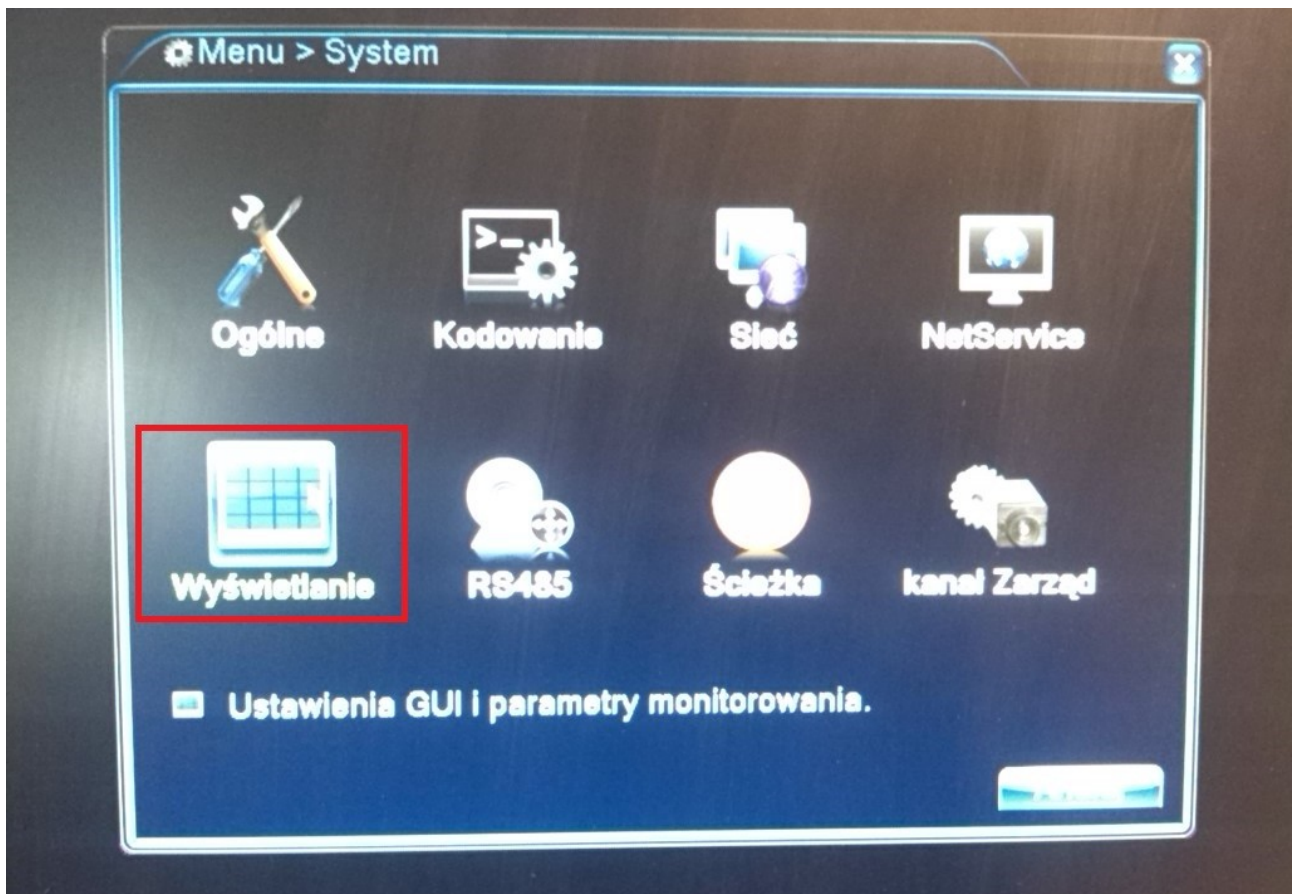 Menu > System
Ogólne
Kodowanie
Sieć
NetService
Wyświetlanie
RS485
Ścieżka
kanał Zarząd
Ustawienia GUI i parametry monitorowania.